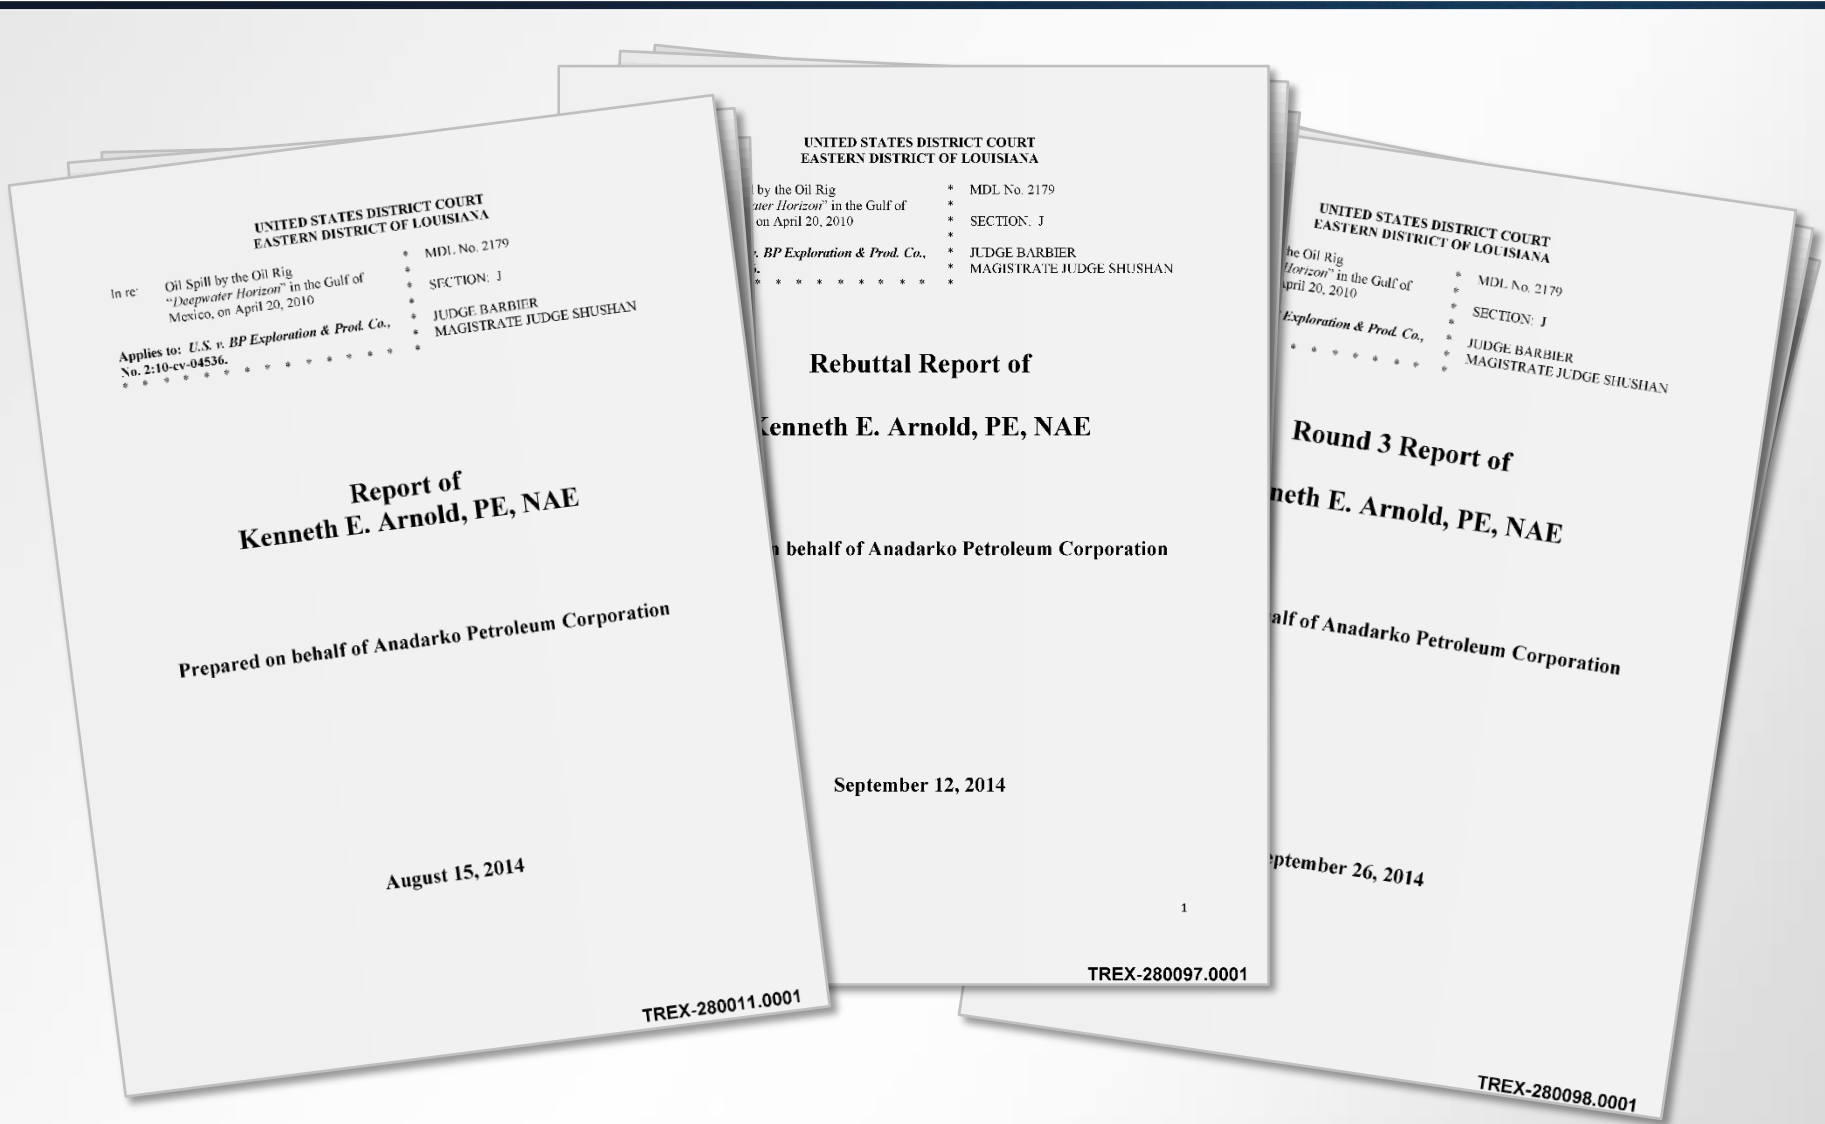 UNITED STATES DISTRICT COURT
EASTERN DISTRICT OF LOUISIANA
In re: Oil Spill by the Oil Rig * MDL No. 2179
"Deepwater Horizon" in the Gulf of *
Mexico, on April 20, 2010 * SECTION: J
*
Applies to: U.S. v. BP Exploration & Prod. Co., * JUDGE BARBIER
No. 2:10-cv-04536. * MAGISTRATE JUDGE SHUSHAN
* * * * * * * * * * * * * * *
Report of
Kenneth E. Arnold, PE, NAE
Prepared on behalf of Anadarko Petroleum Corporation
August 15, 2014
TREX-280011.0001
UNITED STATES DISTRICT COURT
EASTERN DISTRICT OF LOUISIANA
by the Oil Rig * MDL No. 2179
Horizon" in the Gulf of *
on April 20, 2010 * SECTION: J
*
BP Exploration & Prod. Co., * JUDGE BARBIER
* MAGISTRATE JUDGE SHUSHAN
* * * * * * * * * *
Rebuttal Report of
Kenneth E. Arnold, PE, NAE
behalf of Anadarko Petroleum Corporation
September 12, 2014
1
TREX-280097.0001
UNITED STATES DISTRICT COURT
EASTERN DISTRICT OF LOUISIANA
Oil Rig * MDL No. 2179
Horizon" in the Gulf of *
April 20, 2010 * SECTION: J
*
Exploration & Prod. Co., * JUDGE BARBIER
* MAGISTRATE JUDGE SHUSHAN
* * * * * * * *
Round 3 Report of
neth E. Arnold, PE, NAE
alf of Anadarko Petroleum Corporation
eptember 26, 2014
TREX-280098.0001